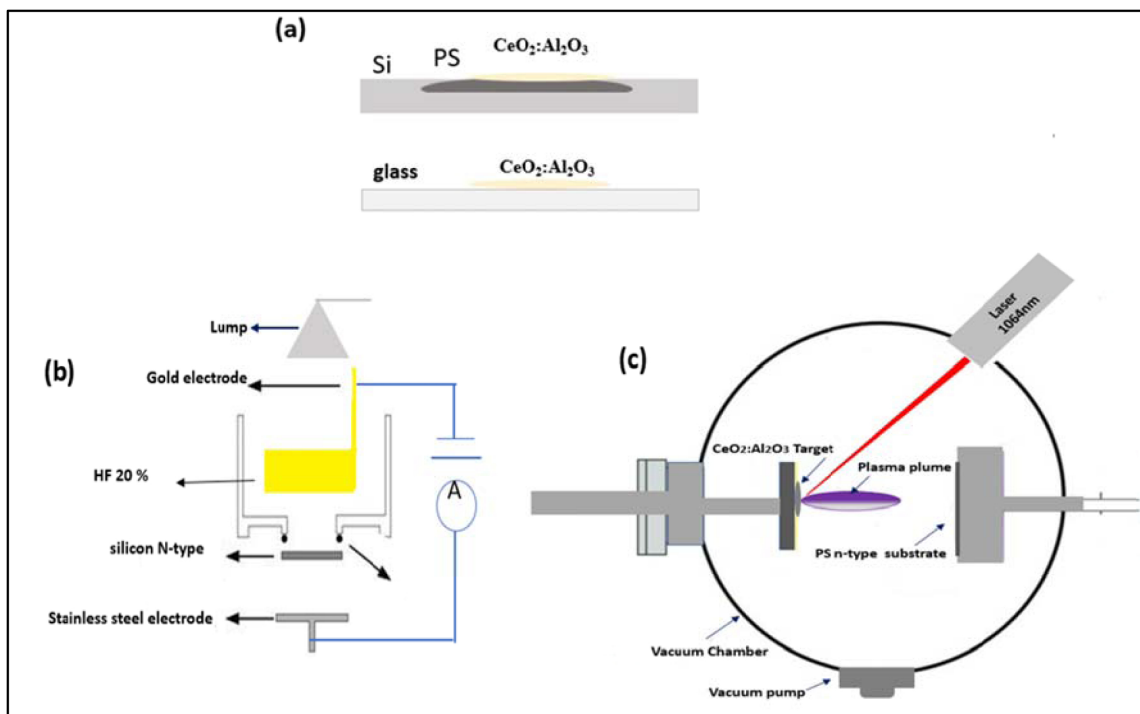 (a)
CeO₂:Al₂O₃
Si
PS
CeO₂:Al₂O₃
glass
(b)
Lump
Gold electrode
HF 20 %
A
silicon N-type
Stainless steel electrode
(c)
Laser
1064nm
CeO₂:Al₂O₃ Target
Plasma plume
PS n-type substrate
Vacuum Chamber
Vacuum pump